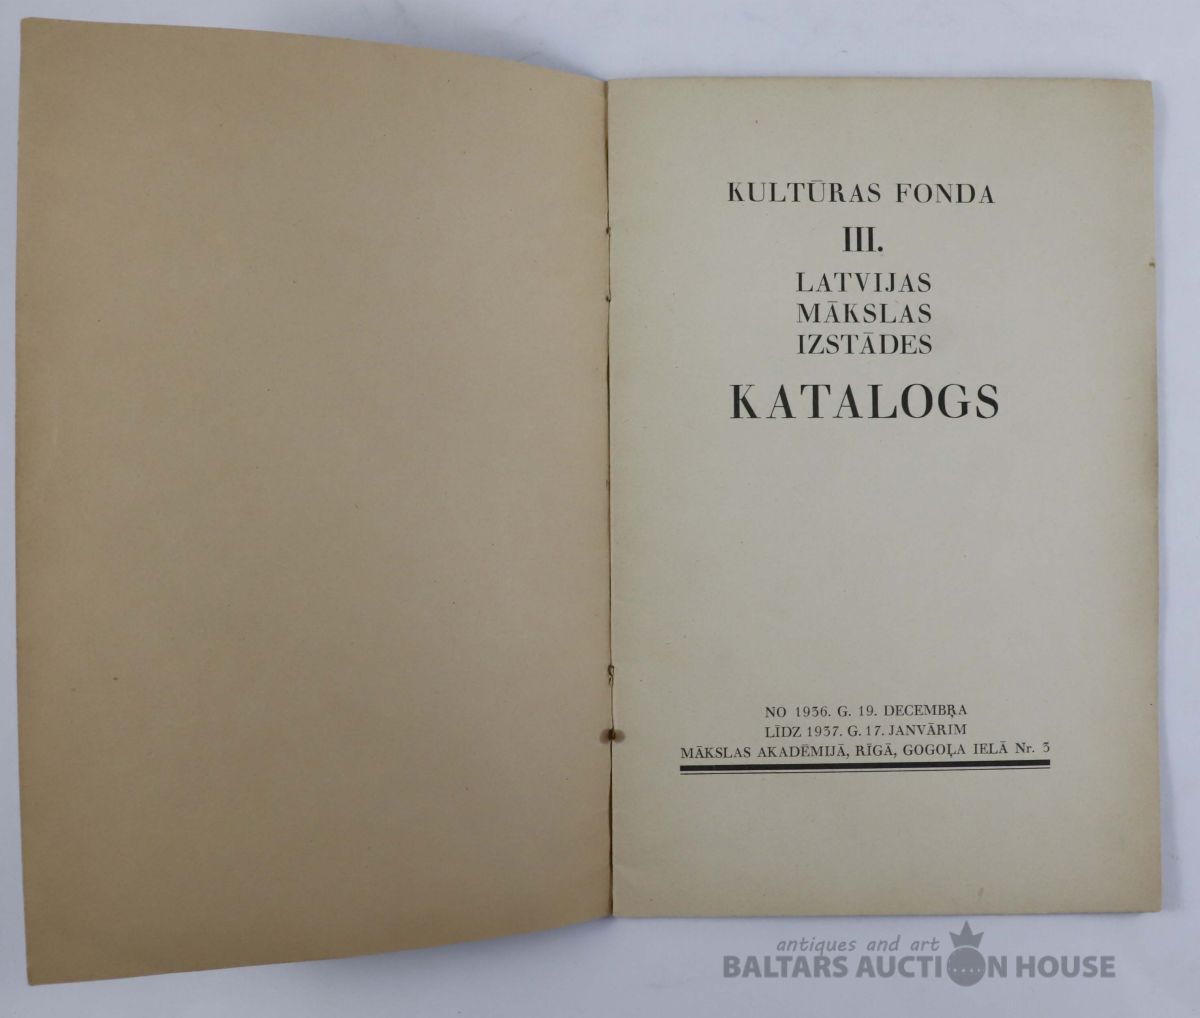 KULTŪRAS FONDA
III.
LATVIJAS
MĀKSLAS
IZSTĀDES
KATALOGS
NO 1936. G. 19. DECEMBŖA
LĪDZ 1937. G. 17. JANVĀRIM
MĀKSLAS AKADĒMIJĀ, RĪGĀ, GOGOĻA IELĀ Nr. 3
antiques and art
BALTARS AUCTION HOUSE